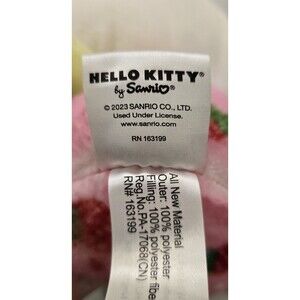 HELLO KITTY®
by Sanrio®
© 2023 SANRIO CO., LTD.
Used Under License.
www.sanrio.com
RN 163199
All New Material
Outer: 100% polyester
Filling: 100% polyester fibe
Reg.No.PA-17068(CN)
RN#163199